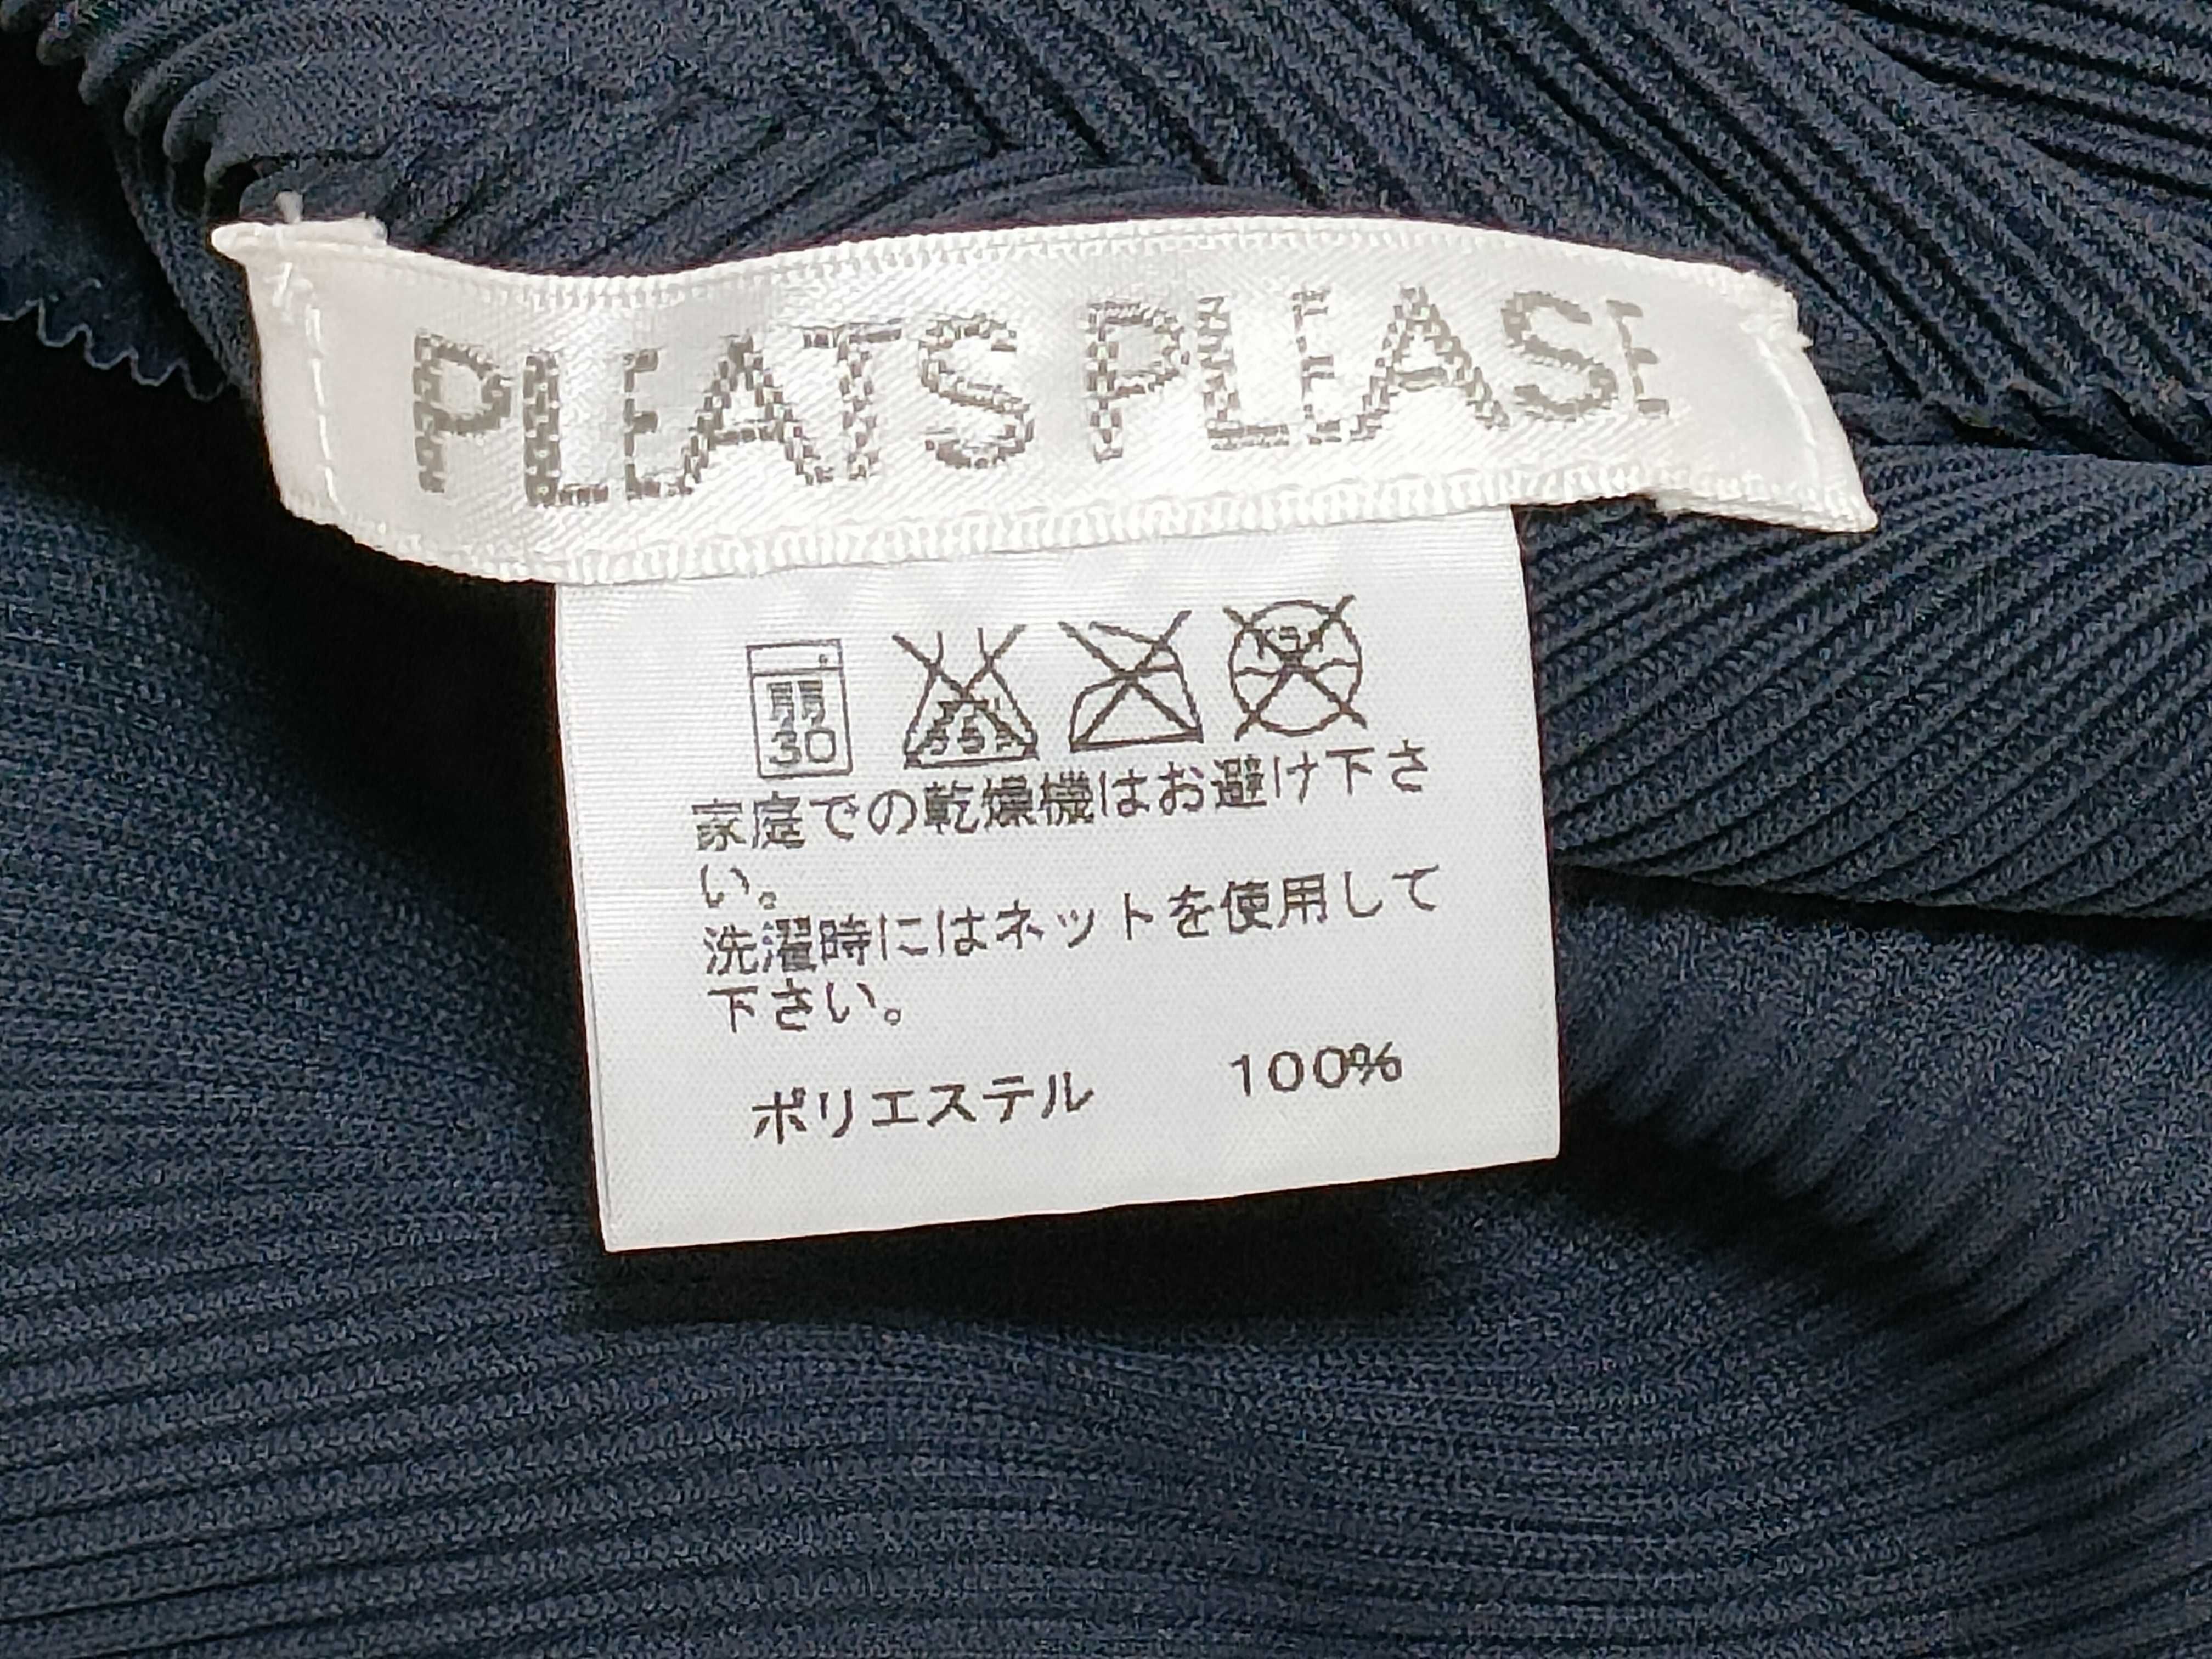 PLEATS PLEASE
弱
30
家庭での乾燥機はお避け下さ
い。
洗濯時にはネットを使用して
下さい。
ポリエステル 100%